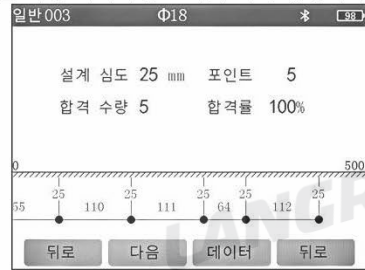 일반003 Φ18 98
설계 심도 25 mm 포인트 5
합격 수량 5 합격률 100%
0 500
25 25 25 25 25
55 110 111 64 112
뒤로 다음 데이터 뒤로